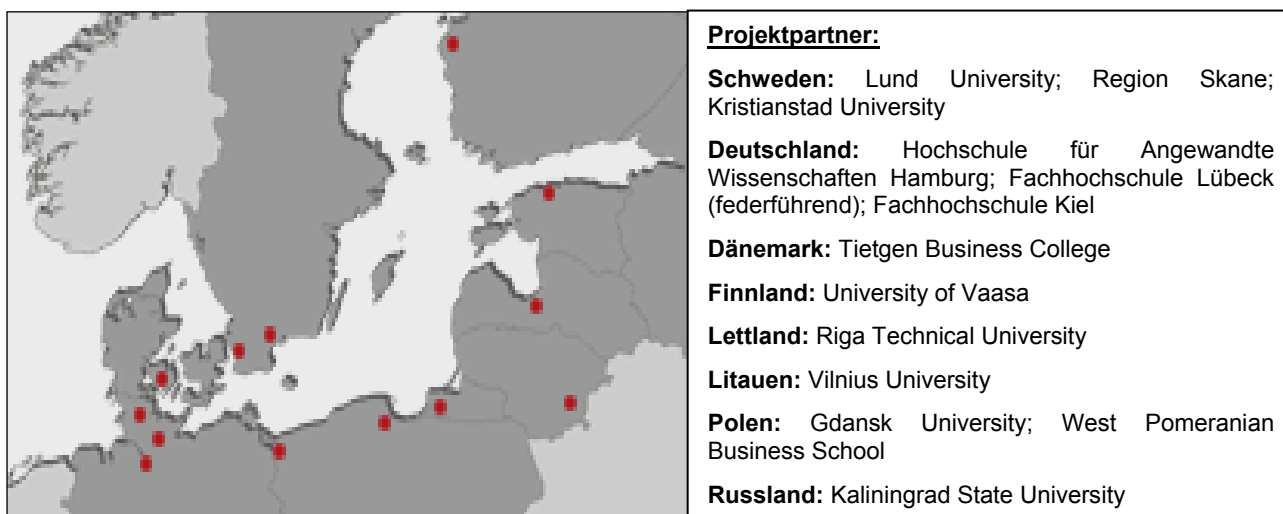 Projektpartner:
Schweden: Lund University; Region Skane;
Kristianstad University
Deutschland: Hochschule für Angewandte
Wissenschaften Hamburg; Fachhochschule Lübeck
(federführend); Fachhochschule Kiel
Dänemark: Tietgen Business College
Finnland: University of Vaasa
Lettland: Riga Technical University
Litauen: Vilnius University
Polen: Gdansk University; West Pomeranian
Business School
Russland: Kaliningrad State University